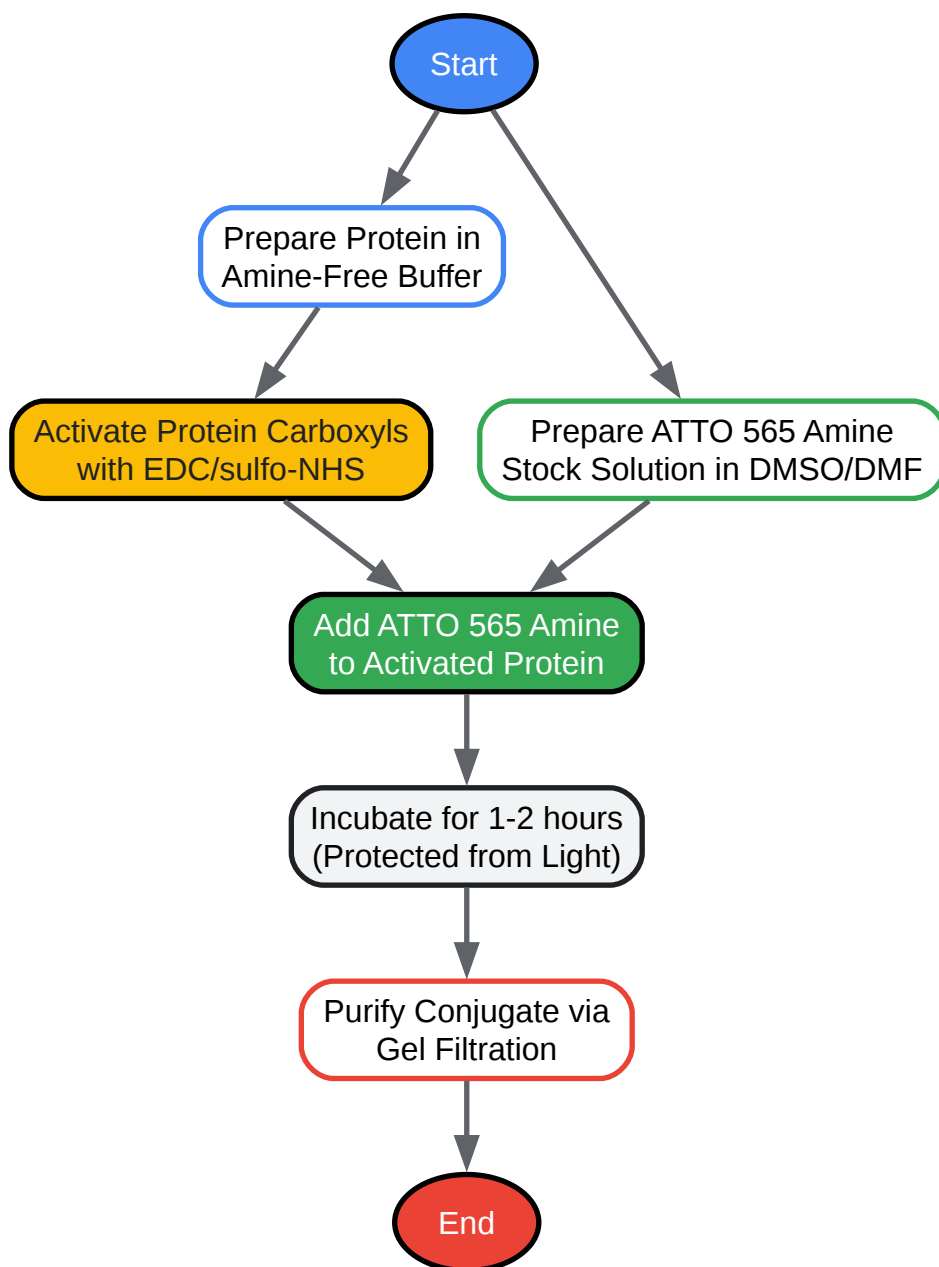 Start
Prepare Protein in
Amine-Free Buffer
Activate Protein Carboxyls
with EDC/sulfo-NHS
Prepare ATTO 565 Amine
Stock Solution in DMSO/DMF
Add ATTO 565 Amine
to Activated Protein
Incubate for 1-2 hours
(Protected from Light)
Purify Conjugate via
Gel Filtration
End